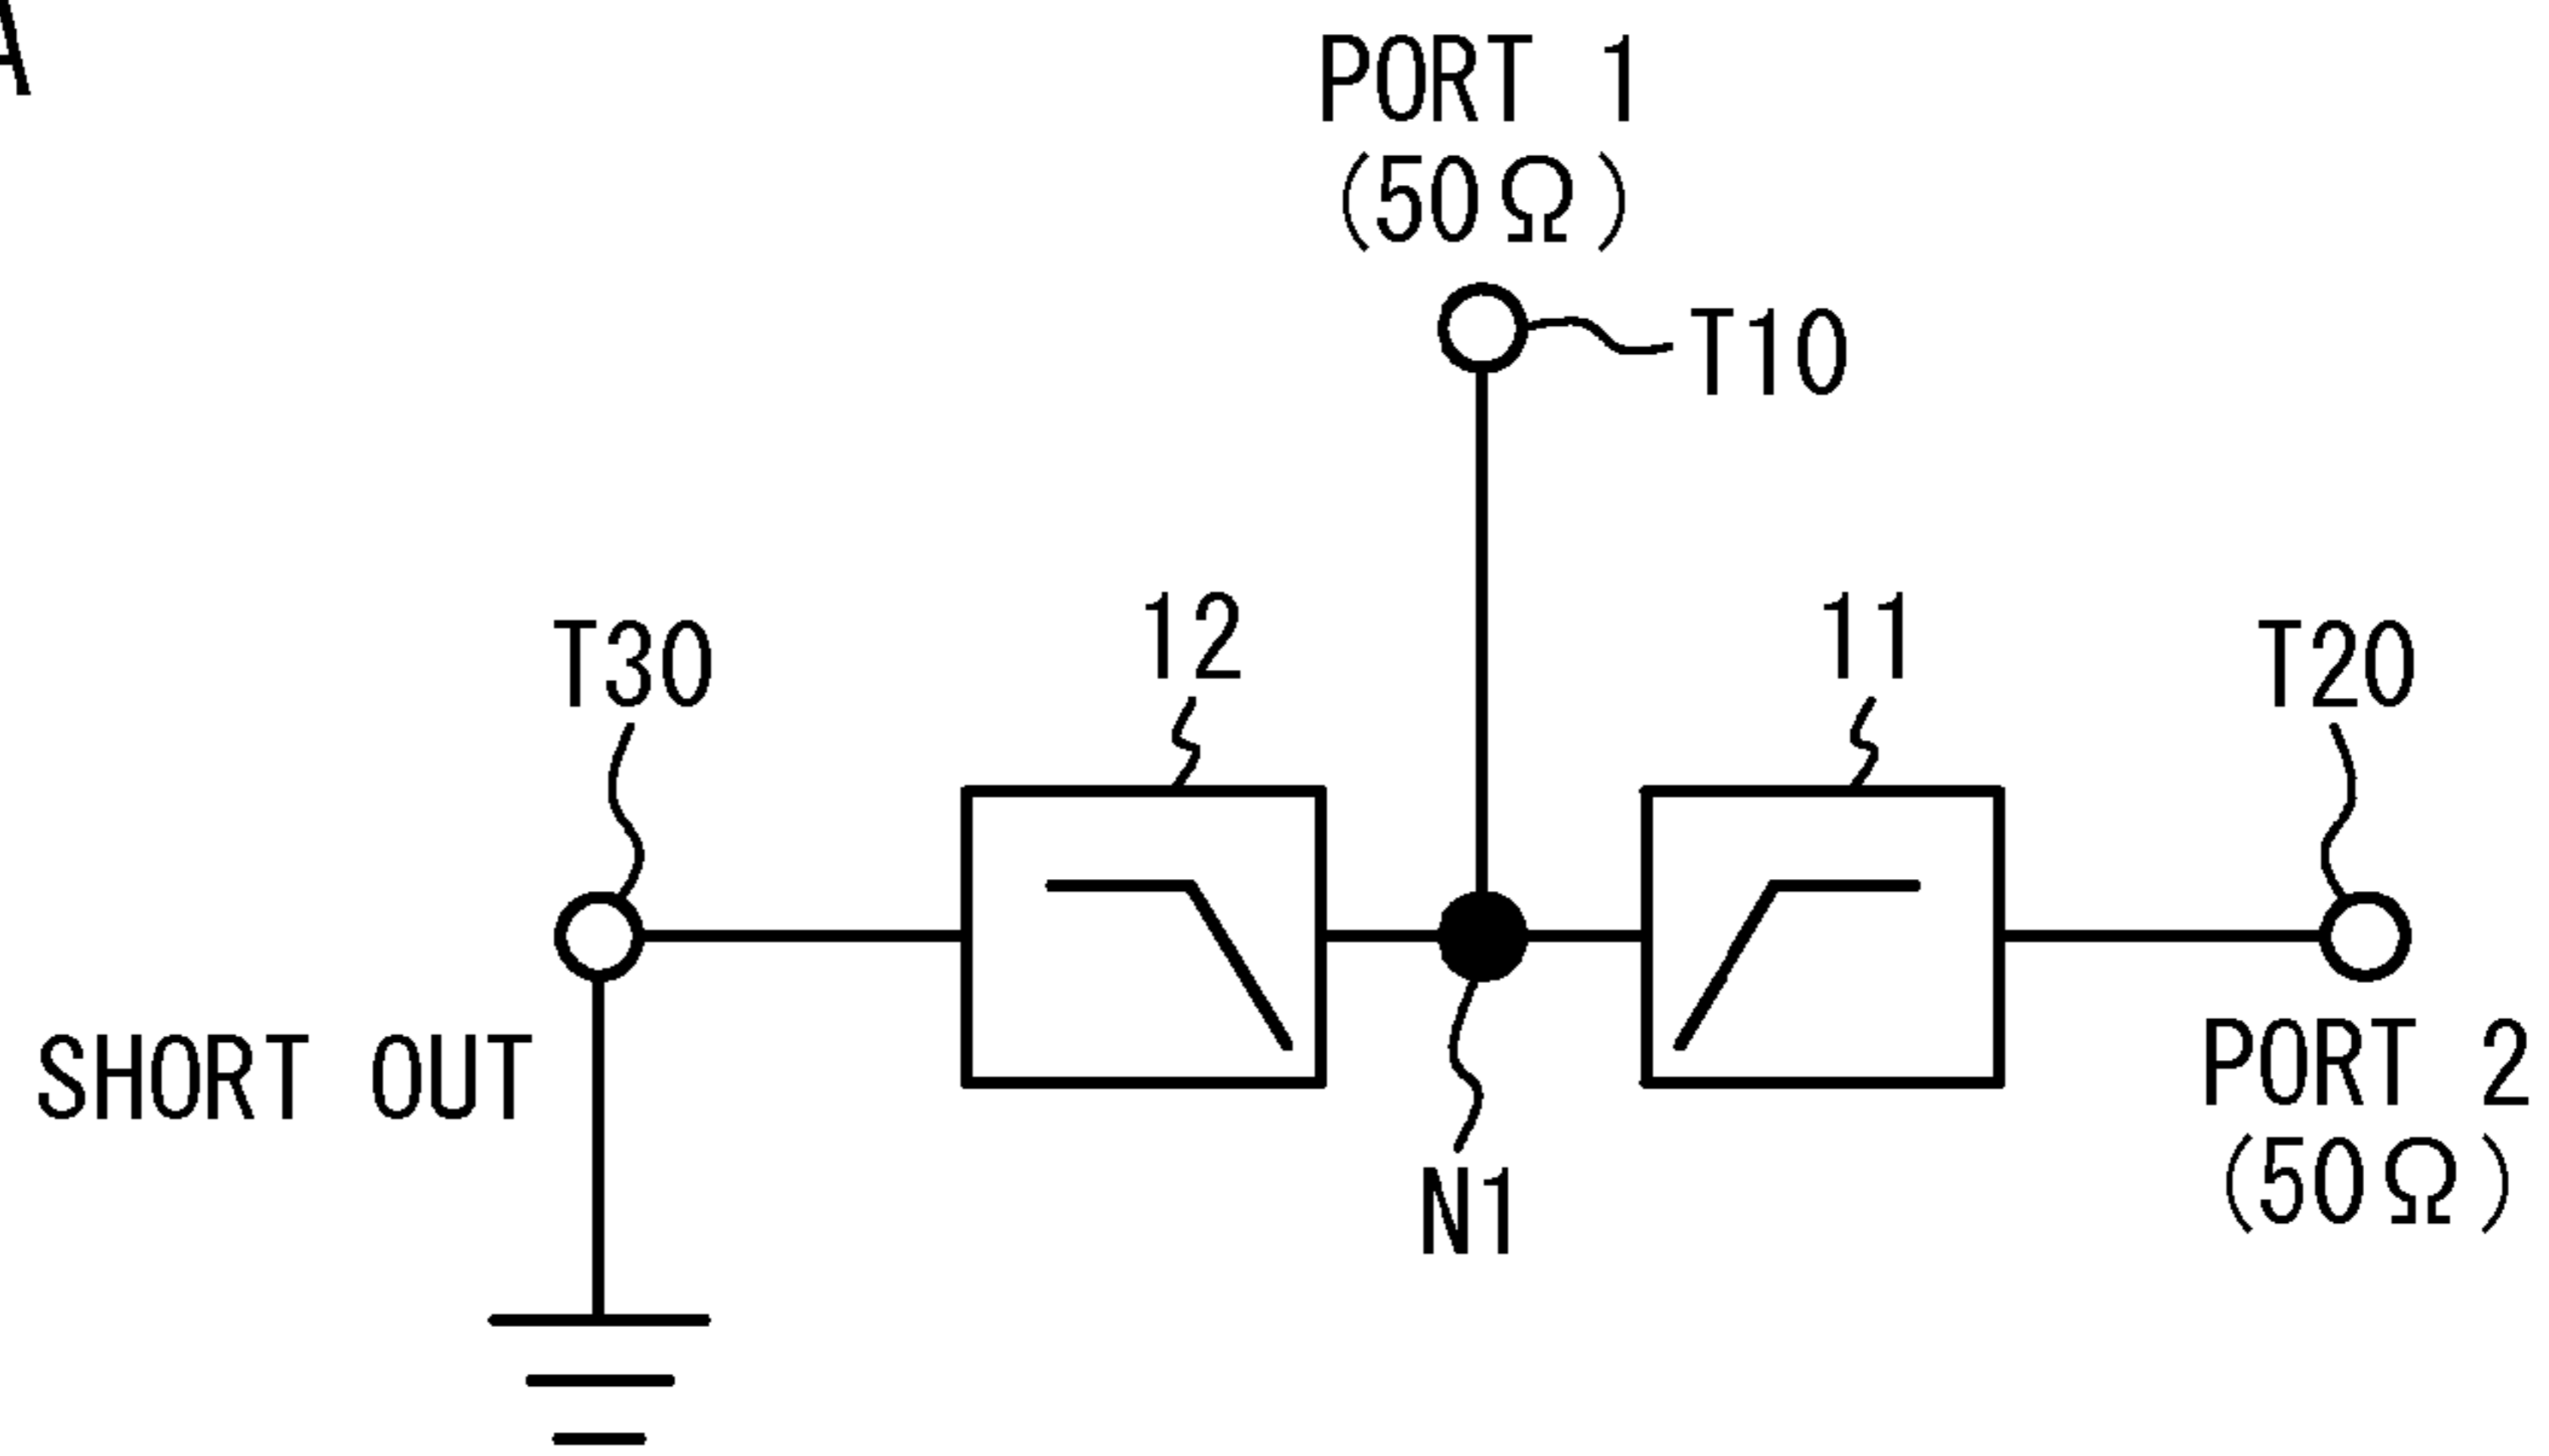 A
PORT 1
(50Ω)
T10
T30
12
11
T20
SHORT OUT
N1
PORT 2
(50Ω)